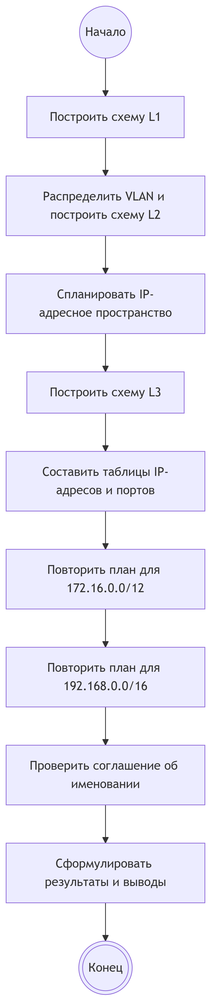 Начало
Построить схему L1
Распределить VLAN и
построить схему L2
Спланировать IP-
адресное пространство
Построить схему L3
Составить таблицы IP-
адресов и портов
Повторить план для
172.16.0.0/12
Повторить план для
192.168.0.0/16
Проверить соглашение об
именовании
Сформулировать
результаты и выводы
Конец